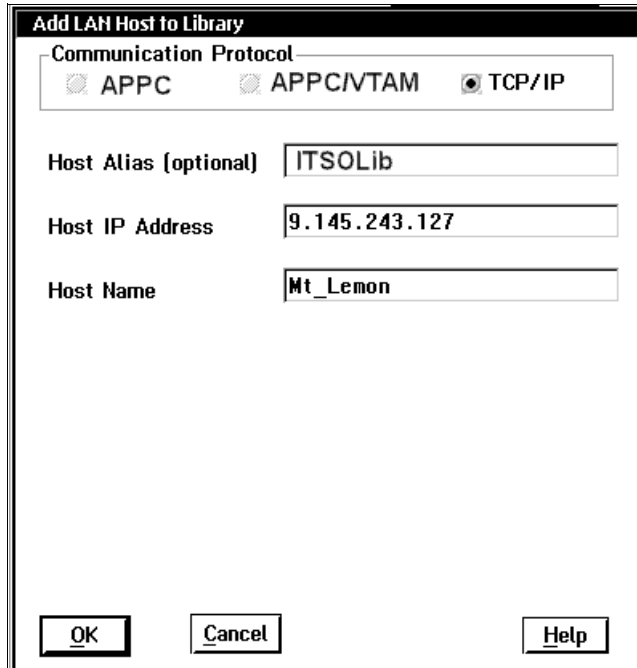 Add LAN Host to Library
Communication Protocol
APPC APPC/VTAM TCP/IP
Host Alias (optional) ITSOLib
Host IP Address 9.145.243.127
Host Name Mt_Lemon
OK Cancel Help